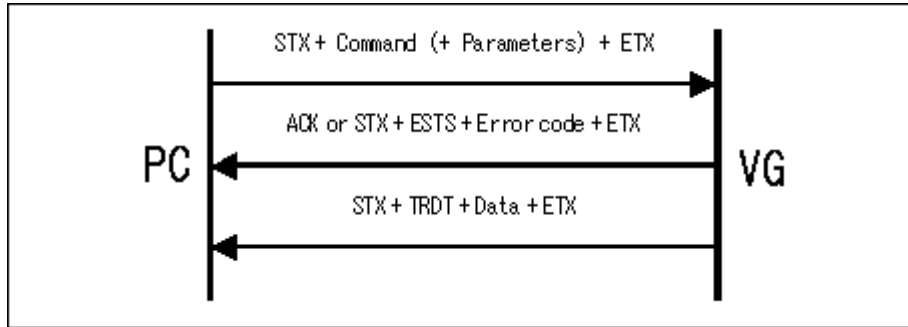 STX + Command (+ Parameters) + ETX
ACK or STX + ESTS + Error code + ETX
PC
VG
STX + TRDT + Data + ETX